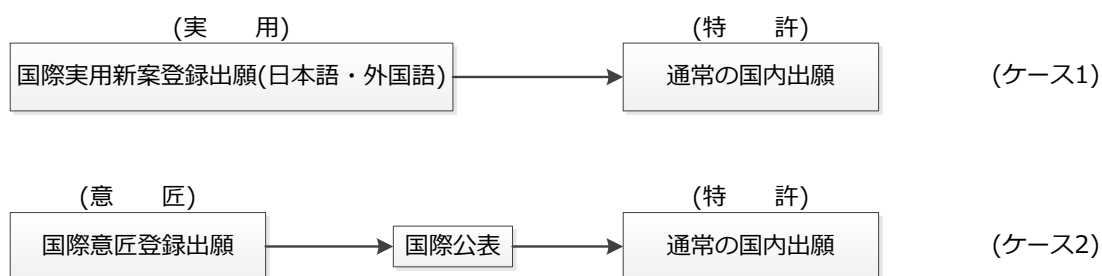 (実　　用)　(特　　許)
国際実用新案登録出願(日本語・外国語)　通常の国内出願　(ケース1)
(意　　匠)　(特　　許)
国際意匠登録出願　国際公表　通常の国内出願　(ケース2)